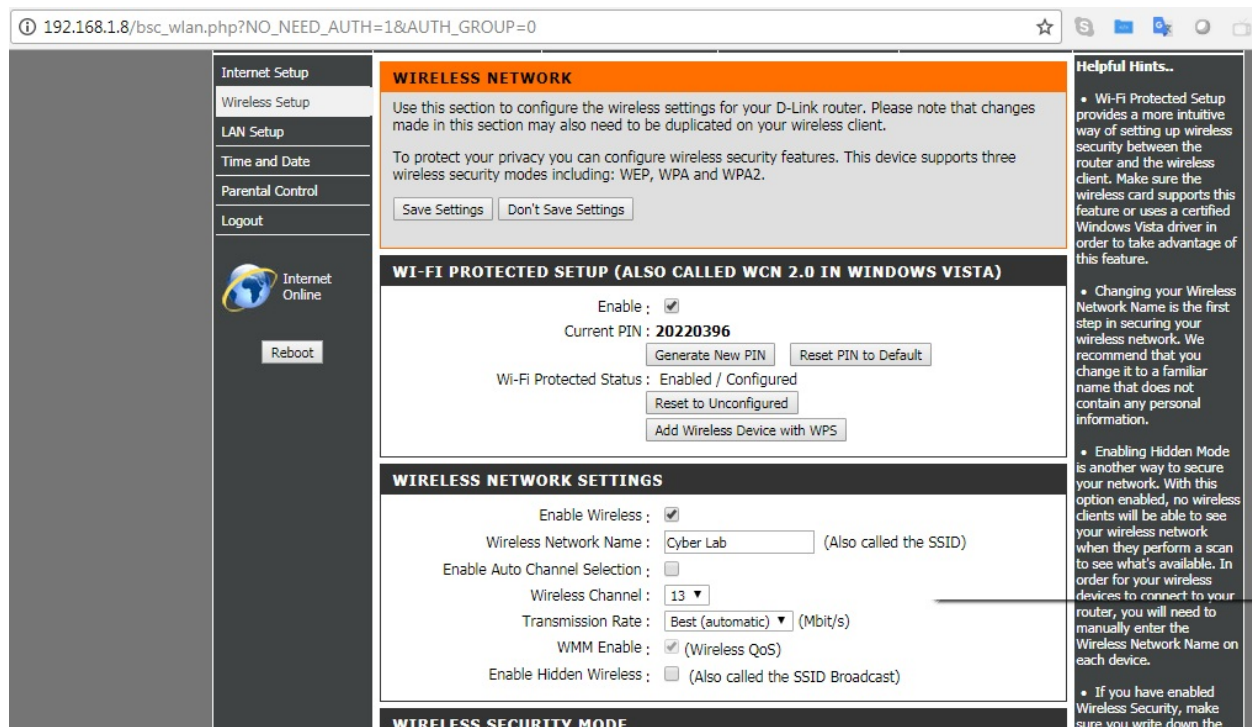 192.168.1.8/bsc_wlan.php?NO_NEED_AUTH=1&AUTH_GROUP=0
Internet Setup
Wireless Setup
LAN Setup
Time and Date
Parental Control
Logout
Internet
Online
Reboot
WIRELESS NETWORK
Use this section to configure the wireless settings for your D-Link router. Please note that changes
made in this section may also need to be duplicated on your wireless client.
To protect your privacy you can configure wireless security features. This device supports three
wireless security modes including: WEP, WPA and WPA2.
Save Settings Don't Save Settings
WI-FI PROTECTED SETUP (ALSO CALLED WCN 2.0 IN WINDOWS VISTA)
Enable :
Current PIN : 20220396
Generate New PIN Reset PIN to Default
Wi-Fi Protected Status : Enabled / Configured
Reset to Unconfigured
Add Wireless Device with WPS
WIRELESS NETWORK SETTINGS
Enable Wireless :
Wireless Network Name : Cyber Lab (Also called the SSID)
Enable Auto Channel Selection :
Wireless Channel : 13
Transmission Rate : Best (automatic) (Mbit/s)
WMM Enable : (Wireless QoS)
Enable Hidden Wireless : (Also called the SSID Broadcast)
WIRELESS SECURITY MODE
Helpful Hints..
• Wi-Fi Protected Setup
provides a more intuitive
way of setting up wireless
security between the
router and the wireless
client. Make sure the
wireless card supports this
feature or uses a certified
Windows Vista driver in
order to take advantage of
this feature.
• Changing your Wireless
Network Name is the first
step in securing your
wireless network. We
recommend that you
change it to a familiar
name that does not
contain any personal
information.
• Enabling Hidden Mode
is another way to secure
your network. With this
option enabled, no wireless
clients will be able to see
your wireless network
when they perform a scan
to see what's available. In
order for your wireless
devices to connect to your
router, you will need to
manually enter the
Wireless Network Name on
each device.
• If you have enabled
Wireless Security, make
sure you write down the